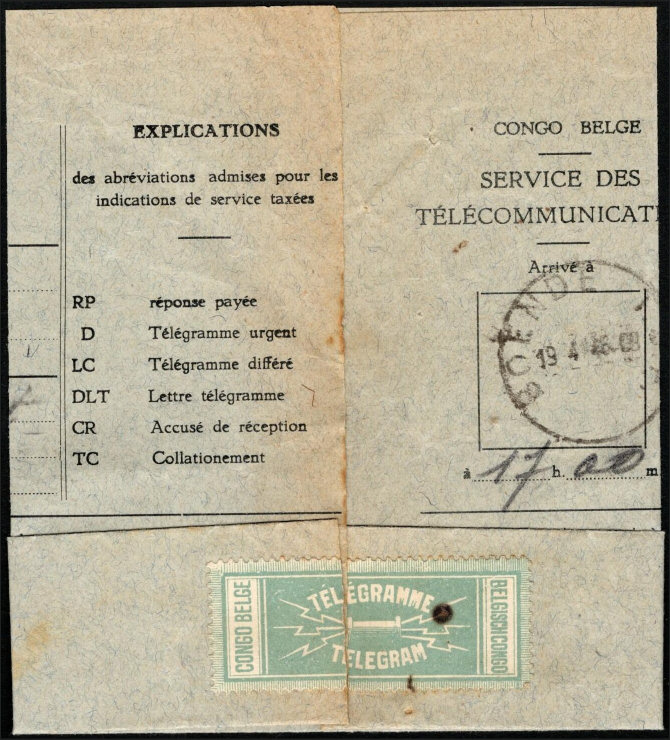 EXPLICATIONS
des abréviations admises pour les
indications de service taxées
RP réponse payée
D Télégramme urgent
LC Télégramme différé
DLT Lettre télégramme
CR Accusé de réception
TC Collationement
CONGO BELGE
SERVICE DES
TÉLÉCOMMUNICATI
Arrivé à
BOENDE
19 4
à 17 h. 00 m
CONGO BELGE
TÉLÉGRAMME
TELEGRAM
BELGISCH CONGO